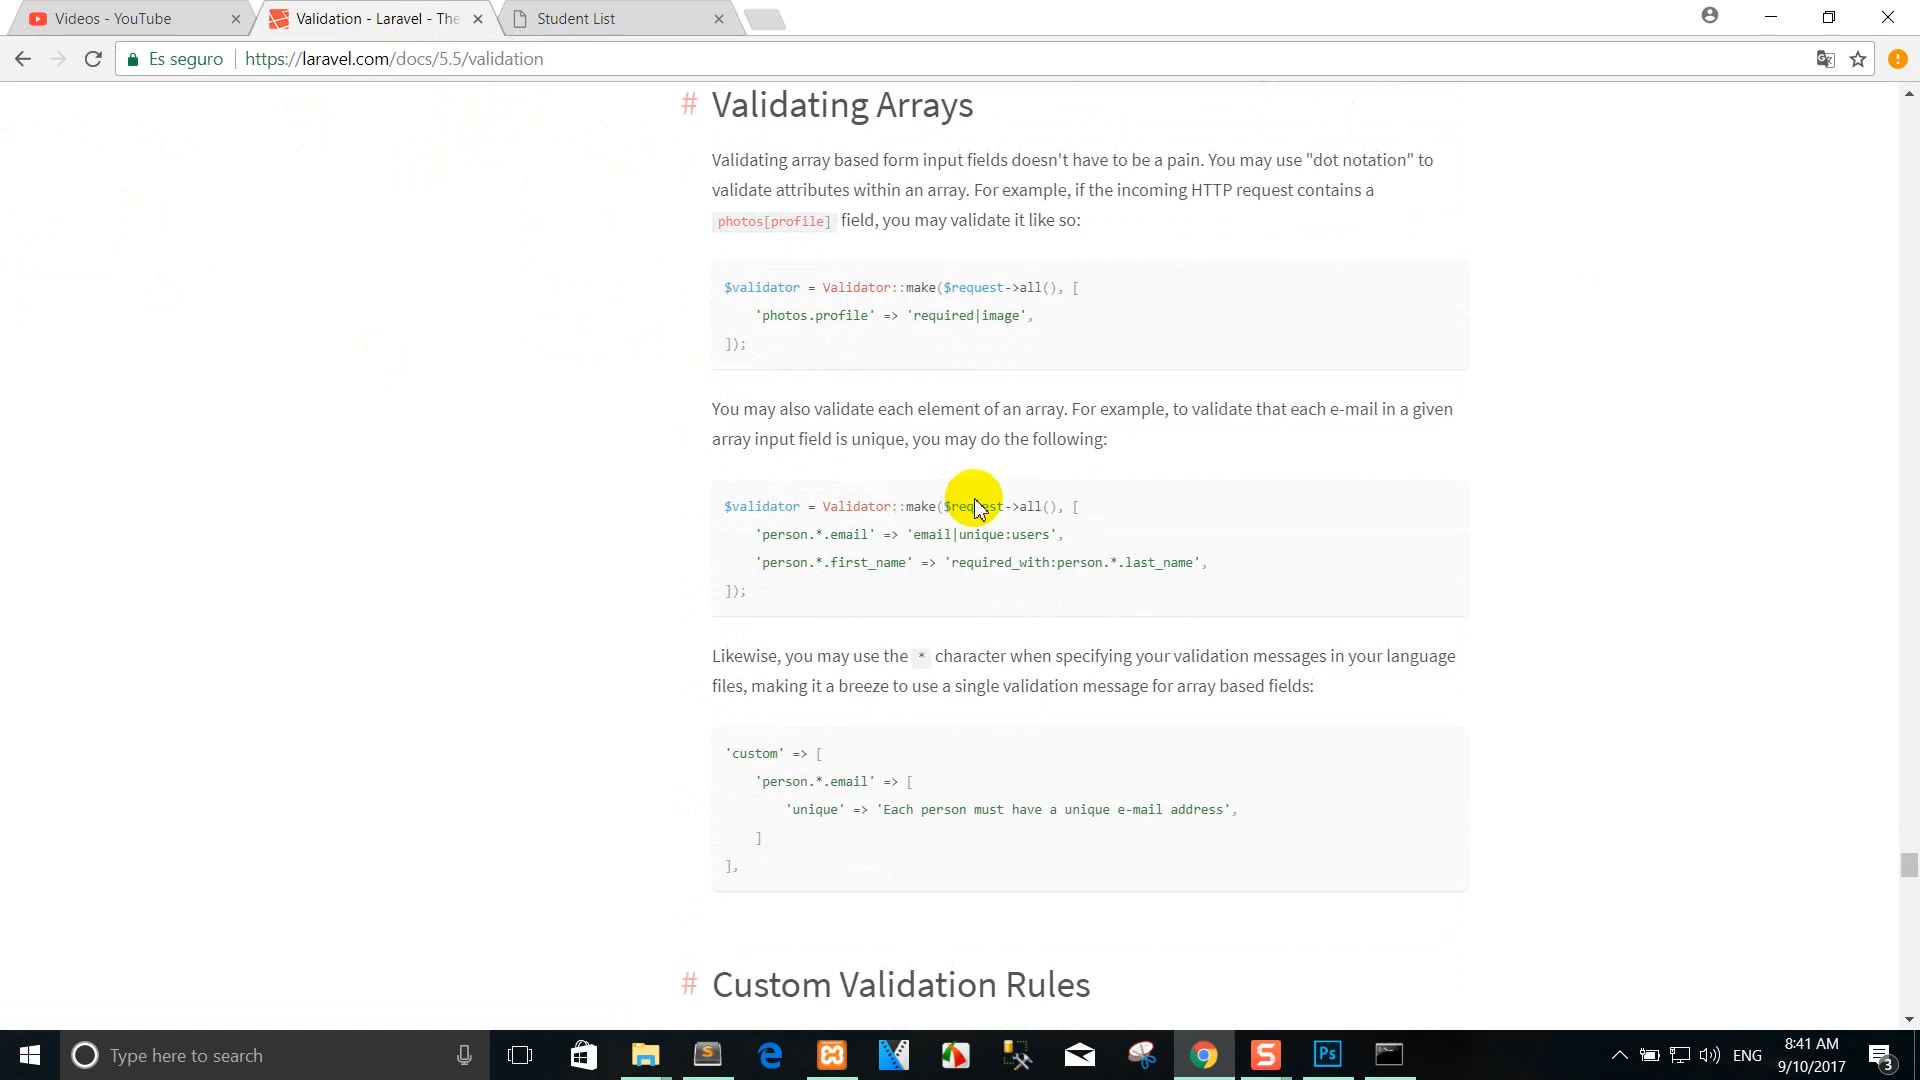 Videos - YouTube
Validation - Laravel - The
Student List
Es seguro
https://laravel.com/docs/5.5/validation
# Validating Arrays
Validating array based form input fields doesn't have to be a pain. You may use "dot notation" to
validate attributes within an array. For example, if the incoming HTTP request contains a
photos[profile] field, you may validate it like so:
$validator = Validator::make($request->all(), [
'photos.profile' => 'required|image',
]);
You may also validate each element of an array. For example, to validate that each e-mail in a given
array input field is unique, you may do the following:
$validator = Validator::make($request->all(), [
'person.*.email' => 'email|unique:users',
'person.*.first_name' => 'required_with:person.*.last_name',
]);
Likewise, you may use the * character when specifying your validation messages in your language
files, making it a breeze to use a single validation message for array based fields:
'custom' => [
'person.*.email' => [
'unique' => 'Each person must have a unique e-mail address',
]
],
# Custom Validation Rules
Type here to search
S
S
Ps
ENG
8:41 AM
9/10/2017
3